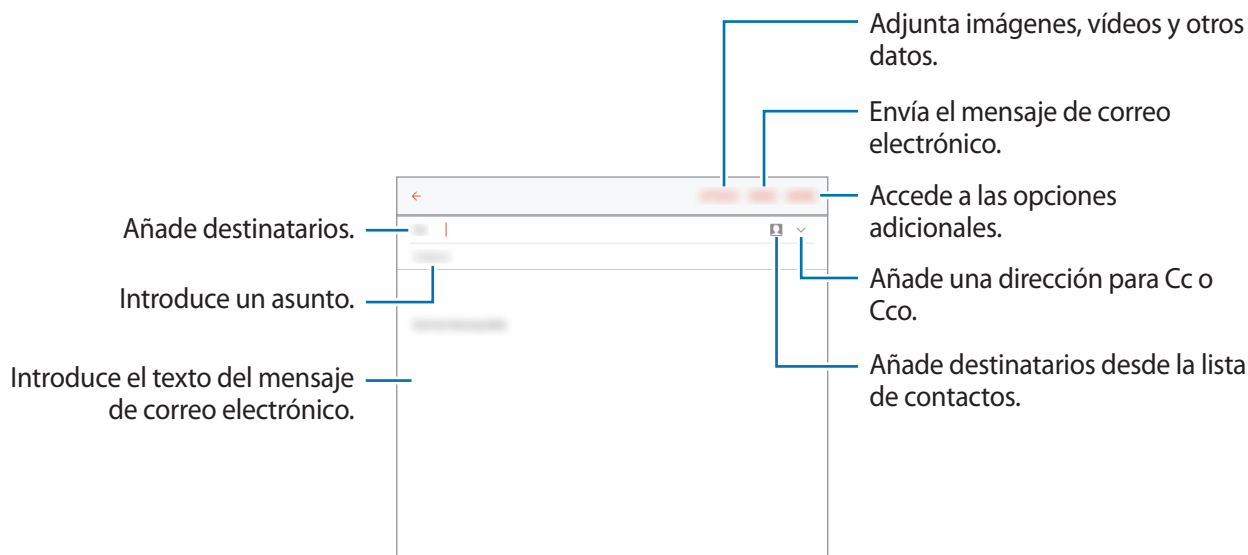 Adjunta imágenes, vídeos y otros
datos.
Envía el mensaje de correo
electrónico.
Accede a las opciones
adicionales.
Añade destinatarios.
Añade una dirección para Cc o
Cco.
Introduce un asunto.
Añade destinatarios desde la lista
de contactos.
Introduce el texto del mensaje
de correo electrónico.